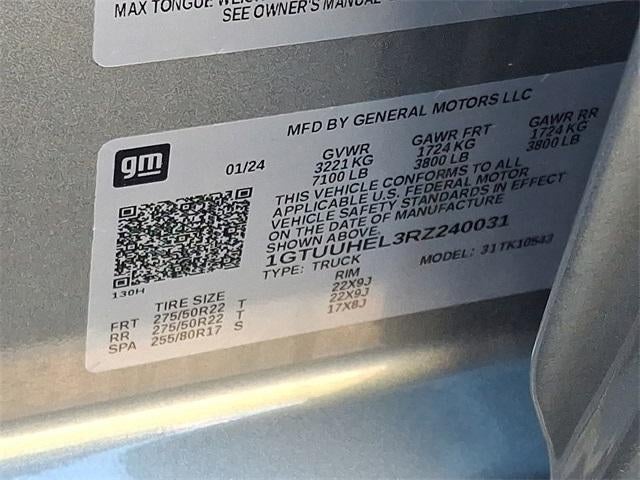 MAX TONGUE
SEE OWNER'S MANUAL
MFD BY GENERAL MOTORS LLC
gm
01/24
GVWR GAWR FRT GAWR RR
3221 KG 1724 KG 1724 KG
7100 LB 3800 LB 3800 LB
THIS VEHICLE CONFORMS TO ALL
APPLICABLE U.S. FEDERAL MOTOR
VEHICLE SAFETY STANDARDS IN EFFECT
ON THE DATE OF MANUFACTURE
SHOWN ABOVE.
1GTUUHEL3RZ240031
TYPE: TRUCK MODEL: 31TK10543
130H
TIRE SIZE RIM
FRT 275/50R22 T 22X9J
RR 275/50R22 T 22X9J
SPA 255/80R17 S 17X8J